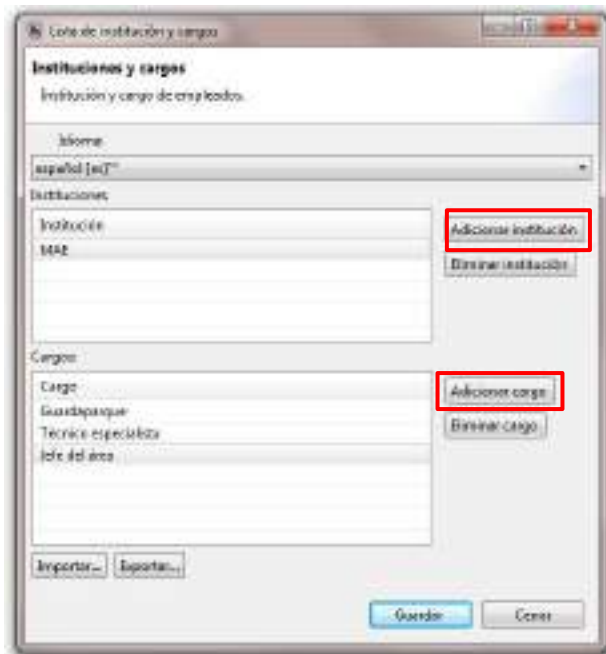 Lista de institución y cargos
Instituciones y cargos
Institución y cargo de empleados.
Idioma
español [es]**
Instituciones
Institución
MAE
Adicionar institución
Eliminar institución
Cargos
Cargo
Guardaparque
Técnico especialista
Jefe del área
Adicionar cargo
Eliminar cargo
Importar... Exportar...
Guardar Cerrar